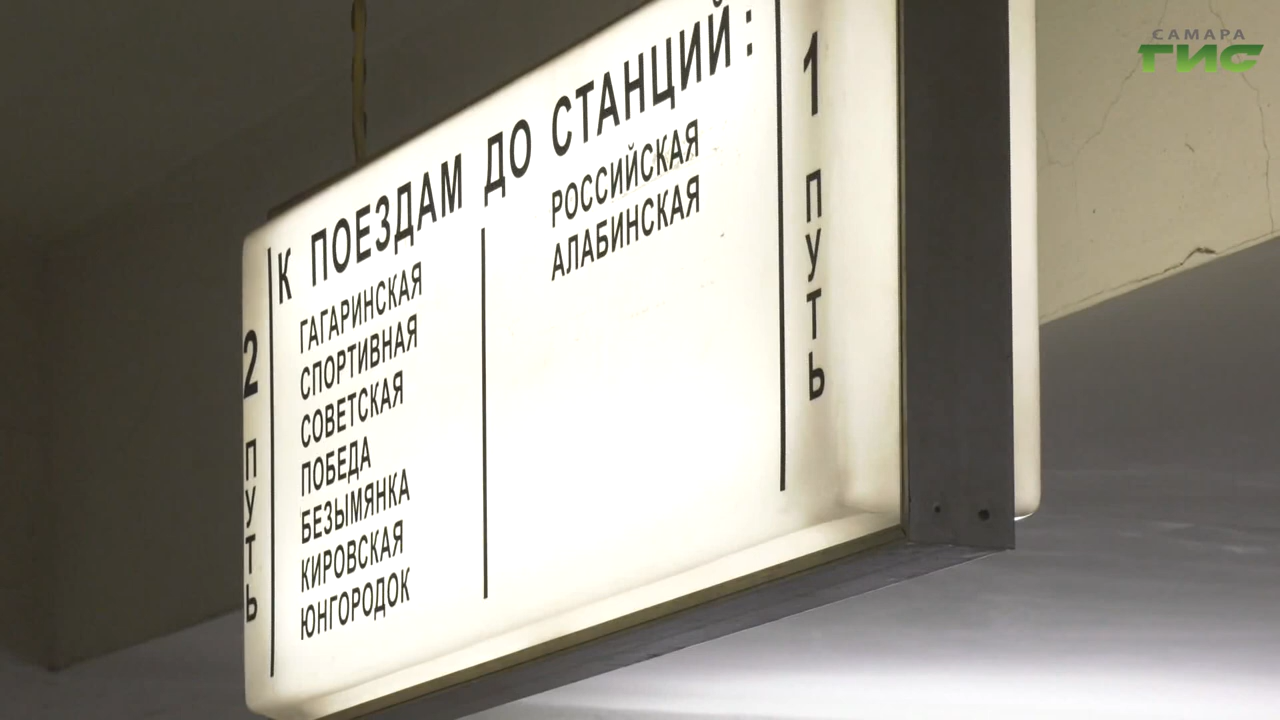 К ПОЕЗДАМ ДО СТАНЦИЙ:
2 ПУТЬ
ГАГАРИНСКАЯ
СПОРТИВНАЯ
СОВЕТСКАЯ
ПОБЕДА
БЕЗЫМЯНКА
КИРОВСКАЯ
ЮНГОРОДОК
РОССИЙСКАЯ
АЛАБИНСКАЯ
1 ПУТЬ
САМАРА
ГИС